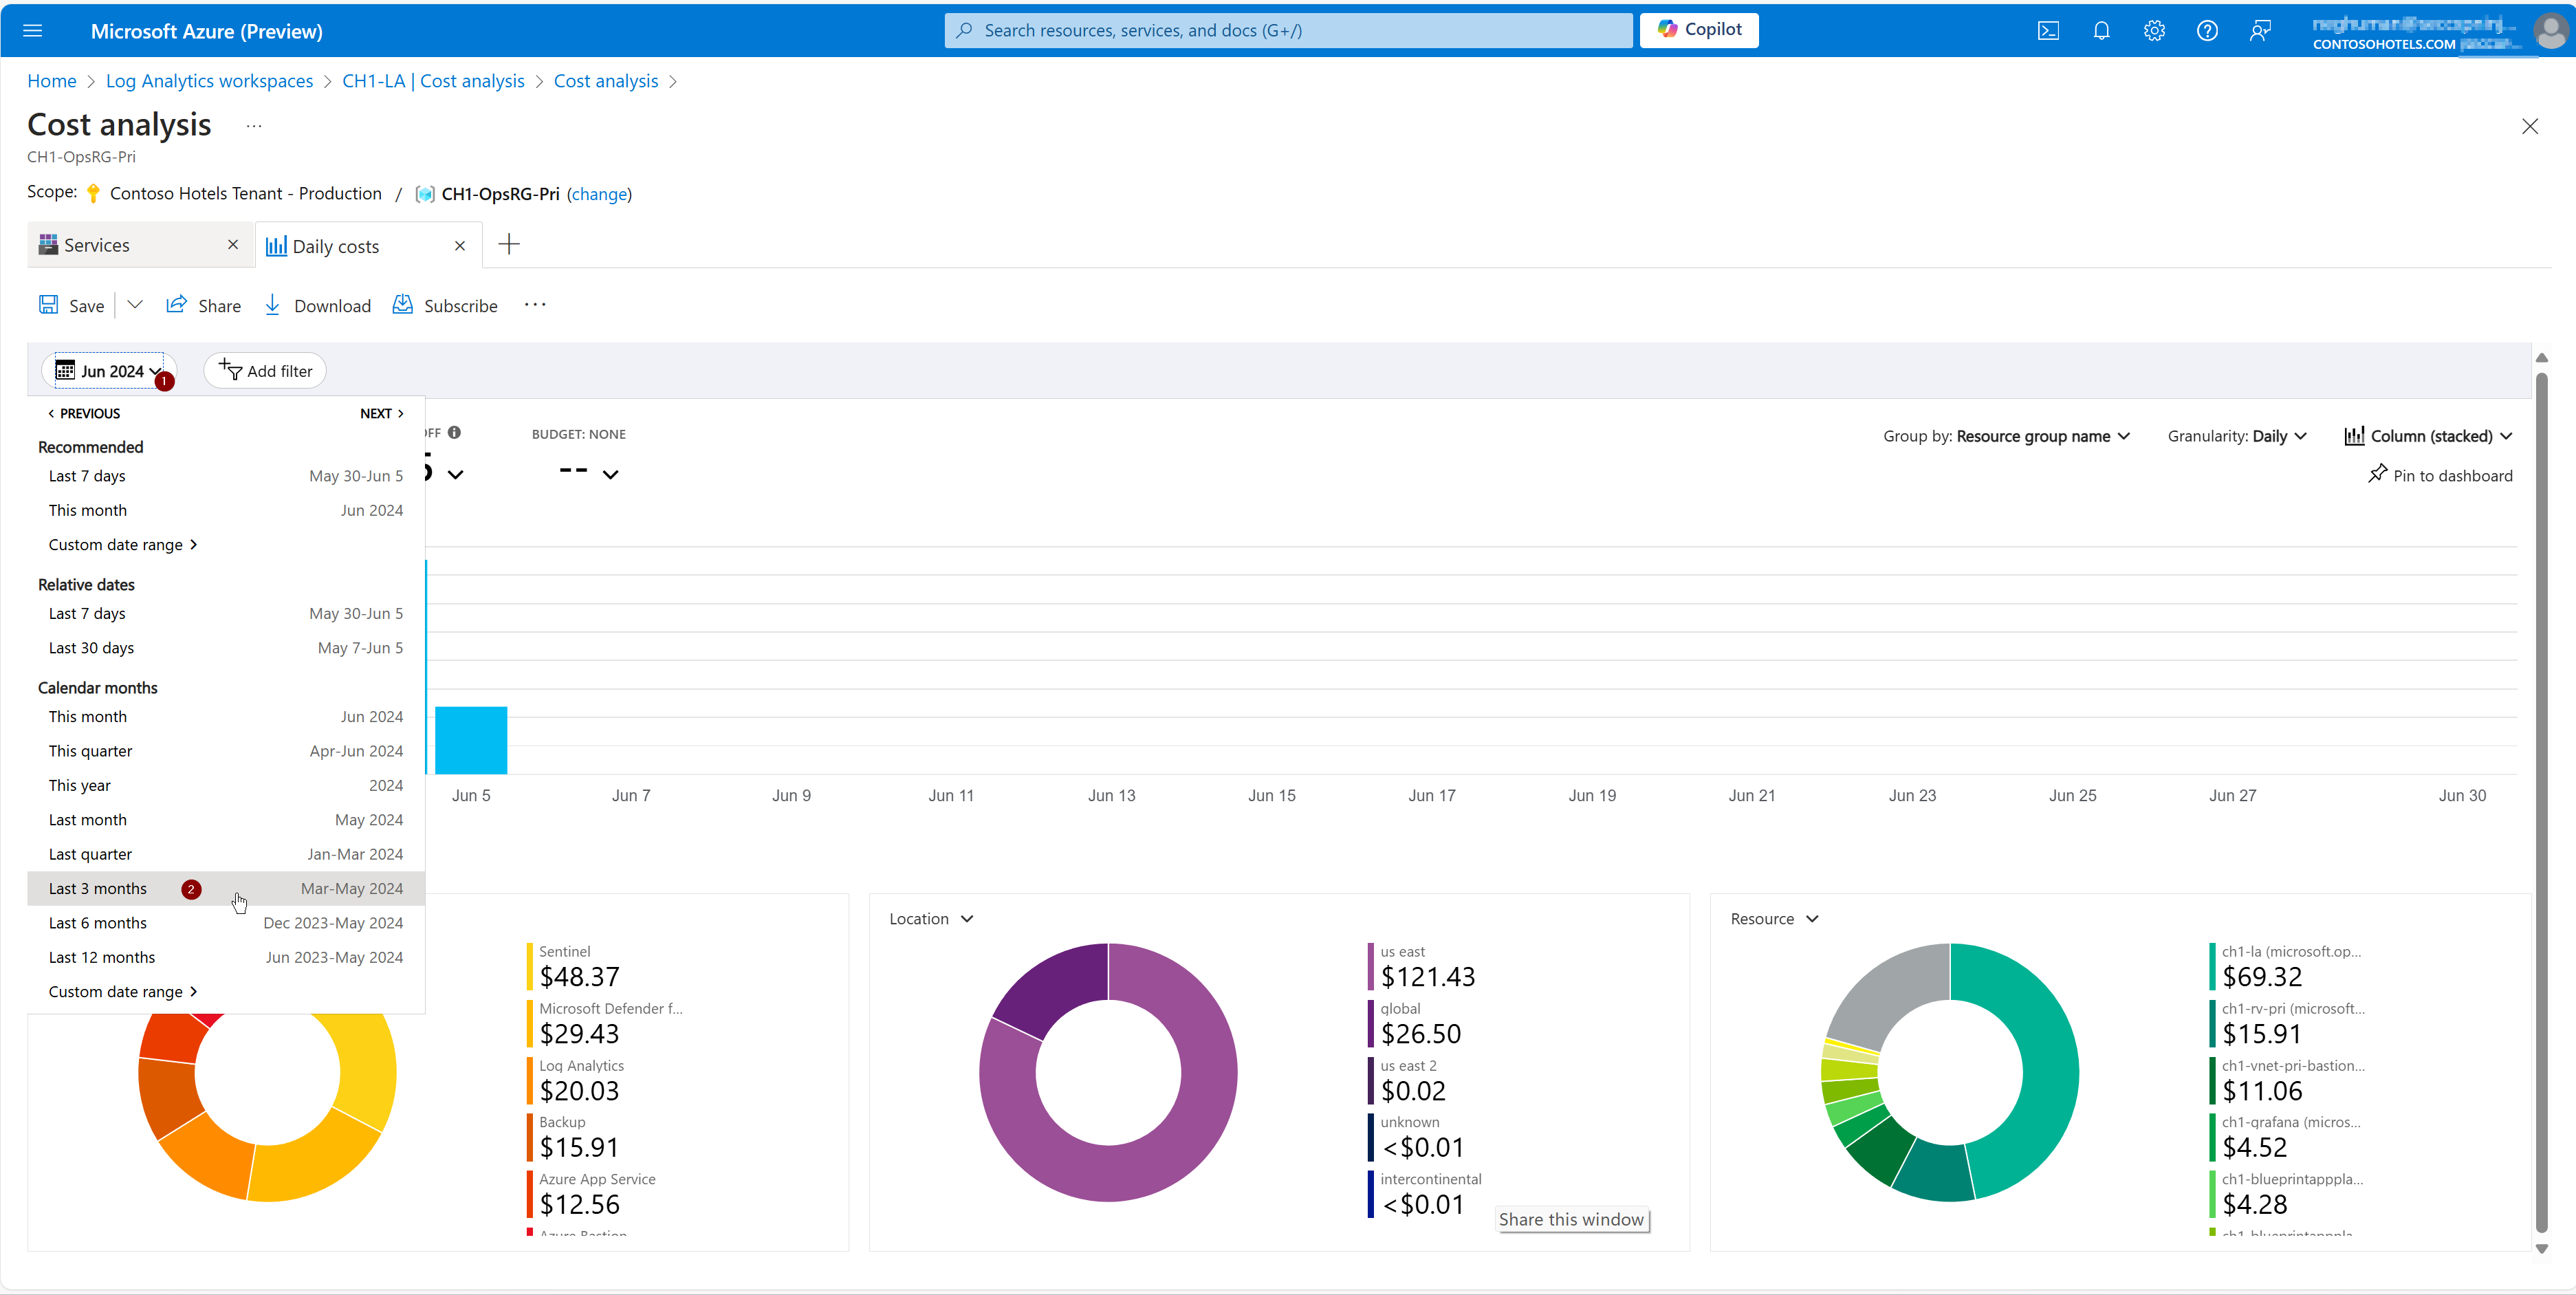 Microsoft Azure (Preview)
Search resources, services, and docs (G+/)
Copilot
CONTOSOHOTELS.COM
Home > Log Analytics workspaces > CH1-LA | Cost analysis > Cost analysis >
Cost analysis ...
CH1-OpsRG-Pri
Scope: Contoso Hotels Tenant - Production / CH1-OpsRG-Pri (change)
Services
Daily costs
Save
Share
Download
Subscribe
...
Jun 2024
1
Add filter
< PREVIOUS
NEXT >
Recommended
Last 7 days May 30-Jun 5
This month Jun 2024
Custom date range >
Relative dates
Last 7 days May 30-Jun 5
Last 30 days May 7-Jun 5
Calendar months
This month Jun 2024
This quarter Apr-Jun 2024
This year 2024
Last month May 2024
Last quarter Jan-Mar 2024
Last 3 months 2 Mar-May 2024
Last 6 months Dec 2023-May 2024
Last 12 months Jun 2023-May 2024
Custom date range >
BUDGET: NONE
--
Group by: Resource group name
Granularity: Daily
Column (stacked)
Pin to dashboard
Jun 5 Jun 7 Jun 9 Jun 11 Jun 13 Jun 15 Jun 17 Jun 19 Jun 21 Jun 23 Jun 25 Jun 27 Jun 30
Sentinel
$48.37
Microsoft Defender f...
$29.43
Log Analytics
$20.03
Backup
$15.91
Azure App Service
$12.56
Azure Bastion
Location
us east
$121.43
global
$26.50
us east 2
$0.02
unknown
<$0.01
intercontinental
<$0.01
Share this window
Resource
ch1-la (microsoft.op...
$69.32
ch1-rv-pri (microsoft...
$15.91
ch1-vnet-pri-bastion...
$11.06
ch1-grafana (micros...
$4.52
ch1-blueprintapppla...
$4.28
ch1-blueprintapppla...